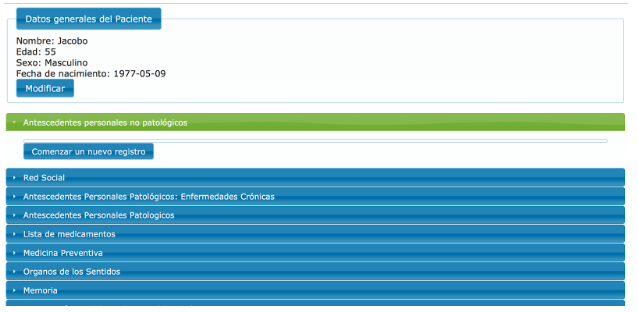 Datos generales del Paciente
Nombre: Jacobo
Edad: 55
Sexo: Masculino
Fecha de nacimiento: 1977-05-09
Modificar
Antescedentes personales no patológicos
Comenzar un nuevo registro
Red Social
Antescedentes Personales Patológicos: Enfermedades Crônicas
Antescedentes Personales Patologicos
Lista de medicamentos
Medicina Preventiva
Organos de los Sentidos
Memoria